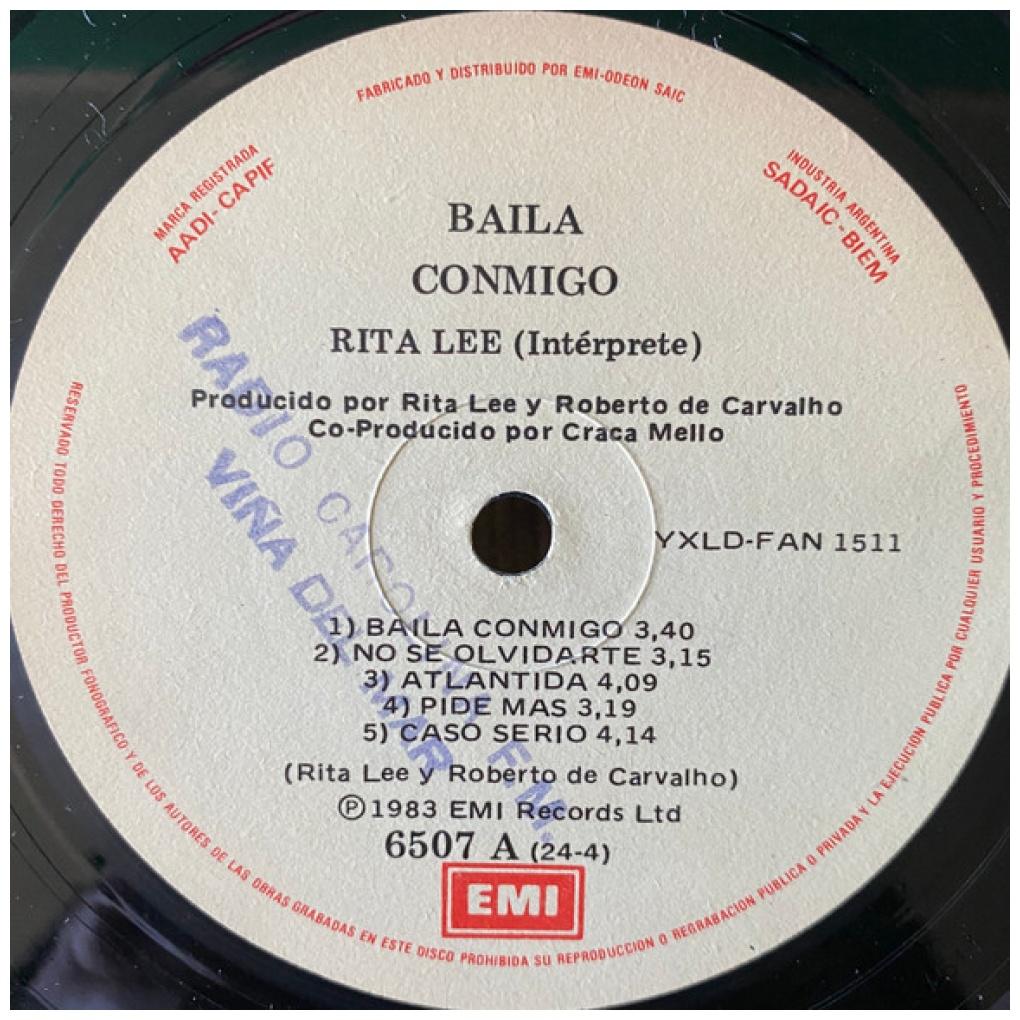 FABRICADO Y DISTRIBUIDO POR EMI-ODEON SAIC
MARCA REGISTRADA
AADI - CAPIF
INDUSTRIA ARGENTINA
SADAIC - BIEM
BAILA
CONMIGO
RITA LEE (Intérprete)
Producido por Rita Lee y Roberto de Carvalho
Co-Producido por Craca Mello
RADIO F.M.
VIÑA DEL MAR
YXLD-FAN 1511
1) BAILA CONMIGO 3,40
2) NO SE OLVIDARTE 3,15
3) ATLANTIDA 4,09
4) PIDE MAS 3,19
5) CASO SERIO 4,14
(Rita Lee y Roberto de Carvalho)
Ⓟ 1983 EMI Records Ltd
6507 A (24-4)
EMI
RESERVADO TODO DERECHO DEL PRODUCTOR FONOGRAFICO Y DE LOS AUTORES DE LAS OBRAS GRABADAS EN ESTE DISCO PROHIBIDA SU REPRODUCCION O REGRABACION PUBLICA O PRIVADA Y LA EJECUCION PUBLICA POR CUALQUIER USUARIO Y PROCEDIMIENTO